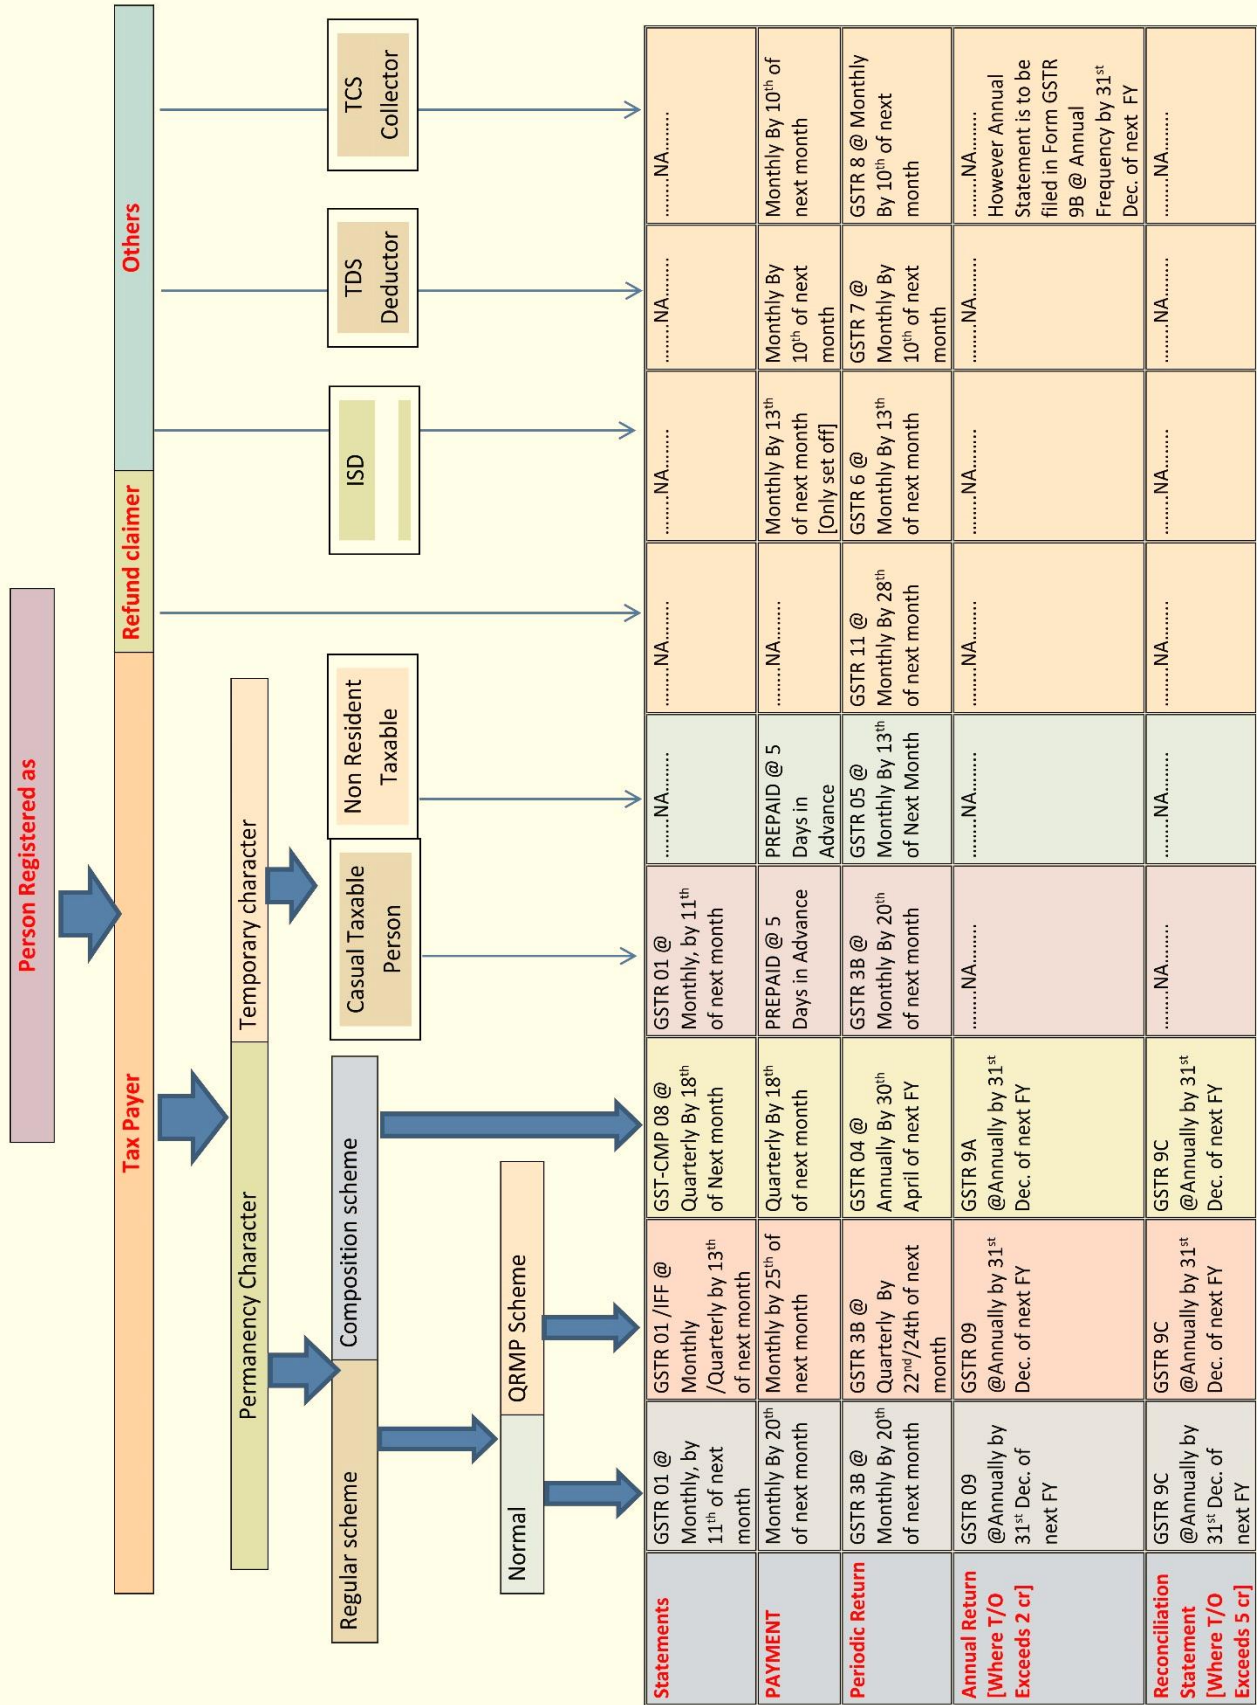 Person Registered as
Tax Payer
Refund claimer
Others
Permanency Character
Temporary character
Regular scheme
Composition scheme
Casual Taxable
Person
Non Resident
Taxable
ISD
TDS
Deductor
TCS
Collector
Normal
QRMP Scheme
Statements
GSTR 01 @
Monthly, by
11th of next
month
GSTR 01 /IFF @
Monthly
/Quarterly by 13th
of next month
GST-CMP 08 @
Quarterly By 18th
of Next month
GSTR 01 @
Monthly, by 11th
of next month
........NA........
........NA........
........NA........
........NA........
........NA........
PAYMENT
Monthly By 20th
of next month
Monthly by 25th of
next month
Quarterly By 18th
of next month
PREPAID @ 5
Days in Advance
PREPAID @ 5
Days in
Advance
........NA........
Monthly By 13th
of next month
[Only set off]
Monthly By
10th of next
month
Monthly By 10th of
next month
Periodic Return
GSTR 3B @
Monthly By 20th
of next month
GSTR 3B @
Quarterly By
22nd/24th of next
month
GSTR 04 @
Annually By 30th
April of next FY
GSTR 3B @
Monthly By 20th
of next month
GSTR 05 @
Monthly By 13th
of Next Month
GSTR 11 @
Monthly By 28th
of next month
GSTR 6 @
Monthly By 13th
of next month
GSTR 7 @
Monthly By
10th of next
month
GSTR 8 @ Monthly
By 10th of next
month
Annual Return
[Where T/O
Exceeds 2 cr]
GSTR 09
@Annually by
31st Dec. of
next FY
GSTR 09
@Annually by 31st
Dec. of next FY
GSTR 9A
@Annually by 31st
Dec. of next FY
........NA........
........NA........
........NA........
........NA........
........NA........
........NA........
However Annual
Statement is to be
filed in Form GSTR
9B @ Annual
Frequency by 31st
Dec. of next FY
Reconciliation
Statement
[Where T/O
Exceeds 5 cr]
GSTR 9C
@Annually by
31st Dec. of
next FY
GSTR 9C
@Annually by 31st
Dec. of next FY
GSTR 9C
@Annually by 31st
Dec. of next FY
........NA........
........NA........
........NA........
........NA........
........NA........
........NA........